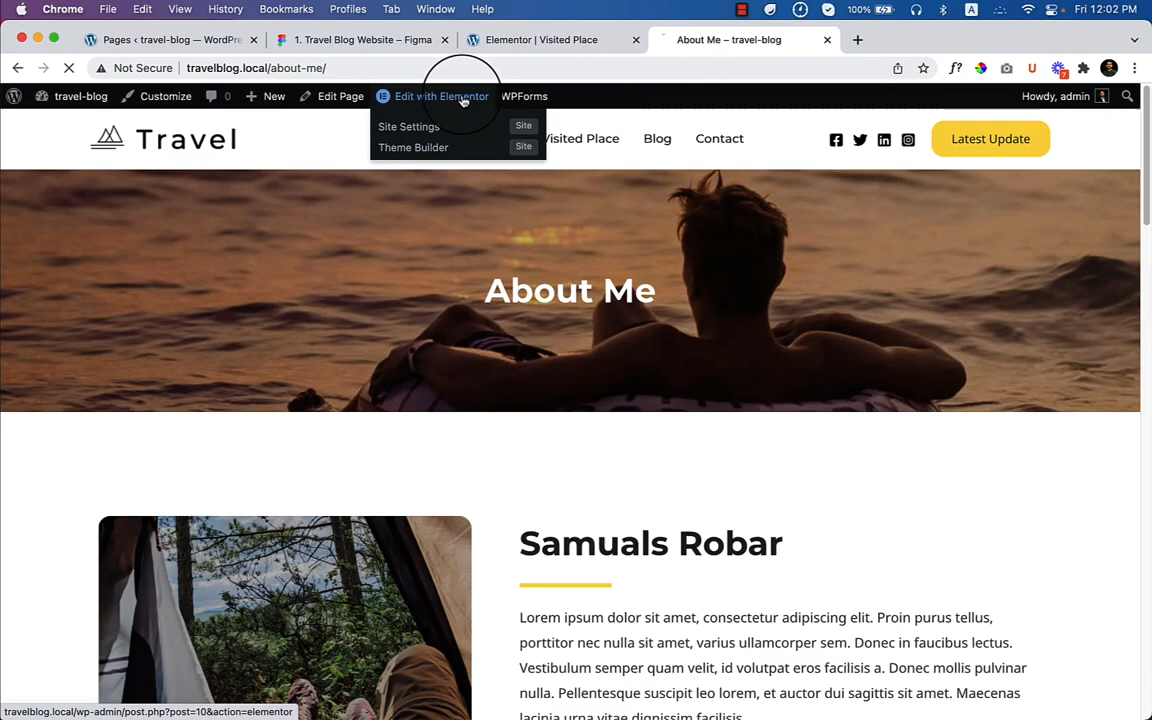 Chrome File Edit View History Bookmarks Profiles Tab Window Help 100% A Fri 12:02 PM
Pages ‹ travel-blog — WordPre 1. Travel Blog Website – Figma Elementor | Visited Place About Me – travel-blog
Not Secure travelblog.local/about-me/ f? U 7
travel-blog Customize 0 New Edit Page Edit with Elementor WPForms Howdy, admin
Site Settings Site
Theme Builder Site
Travel Visited Place Blog Contact Latest Update
About Me
Samuals Robar
Lorem ipsum dolor sit amet, consectetur adipiscing elit. Proin purus tellus,
porttitor nec nulla sit amet, varius ullamcorper sem. Donec in faucibus lectus.
Vestibulum semper quam velit, id volutpat eros facilisis a. Donec mollis pulvinar
nulla. Pellentesque suscipit leo lorem, et auctor dui sagittis sit amet. Maecenas
lacinia urna vitae dignissim facilisis.
travelblog.local/wp-admin/post.php?post=10&action=elementor